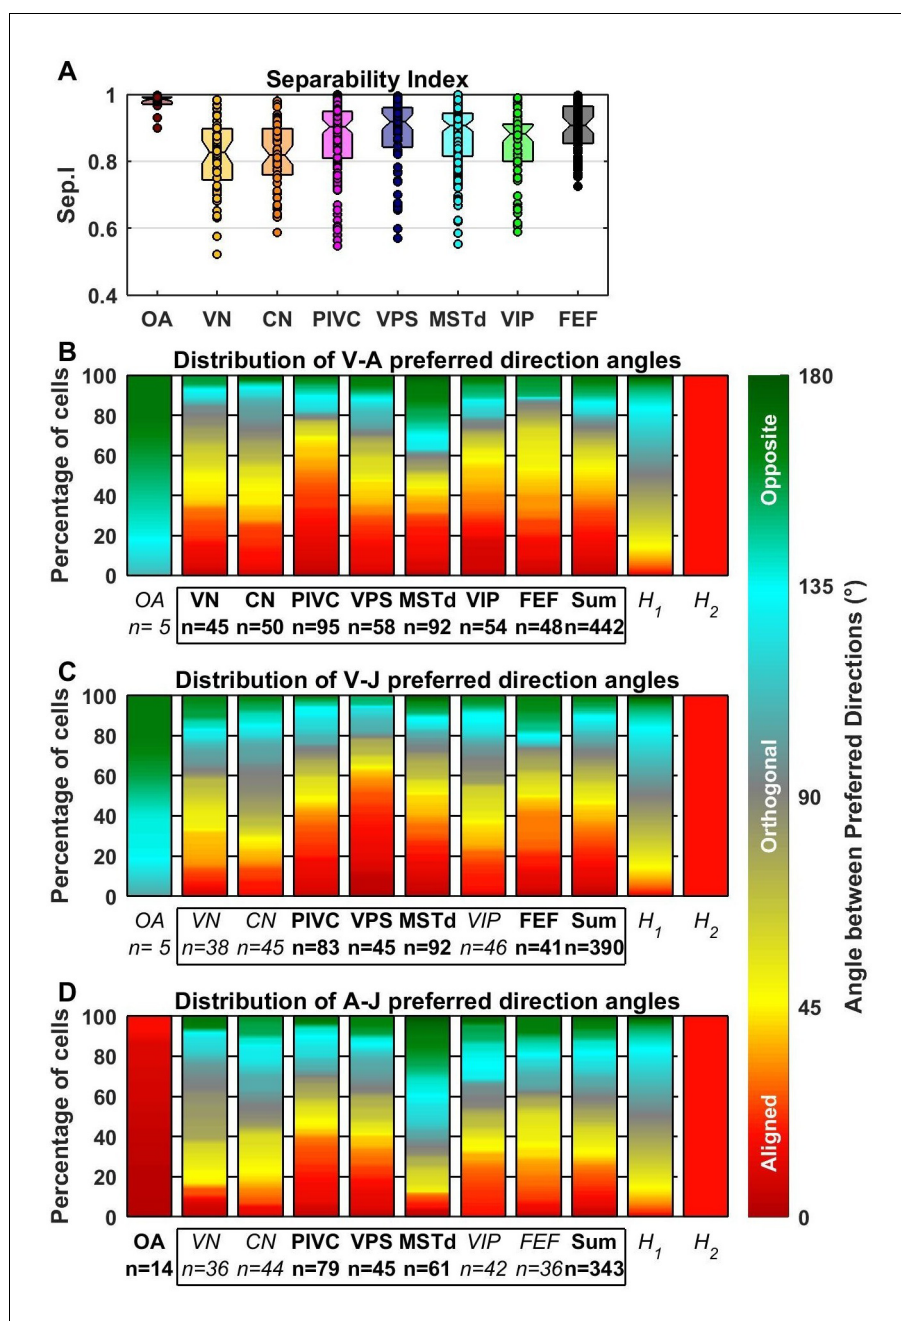 A
Separability Index
1
0.8
0.6
0.4
Sep.I
OA VN CN PIVC VPS MSTd VIP FEF
B
Distribution of V-A preferred direction angles
100
80
60
40
20
0
Percentage of cells
OA VN CN PIVC VPS MSTd VIP FEF Sum H1 H2
n= 5 n=45 n=50 n=95 n=58 n=92 n=54 n=48 n=442
C
Distribution of V-J preferred direction angles
100
80
60
40
20
0
Percentage of cells
OA VN CN PIVC VPS MSTd VIP FEF Sum H1 H2
n= 5 n=38 n=45 n=83 n=45 n=92 n=46 n=41 n=390
D
Distribution of A-J preferred direction angles
100
80
60
40
20
0
Percentage of cells
OA VN CN PIVC VPS MSTd VIP FEF Sum H1 H2
n=14 n=36 n=44 n=79 n=45 n=61 n=42 n=36 n=343
180
135
90
45
0
Opposite
Orthogonal
Aligned
Angle between Preferred Directions (°)